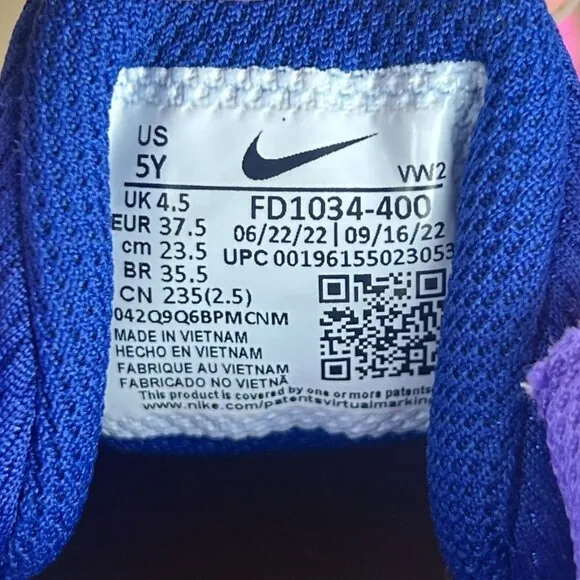 US
5Y
VW2
UK 4.5
FD1034-400
EUR 37.5
06/22/22 | 09/16/22
cm 23.5
UPC 00196155023053
BR 35.5
CN 235(2.5)
042Q9Q6BPMCNM
MADE IN VIETNAM
HECHO EN VIETNAM
FABRIQUE AU VIETNAM
FABRICADO NO VIETNÃ
This product is covered by one or more patents
www.nike.com/patentsvirtualmarking